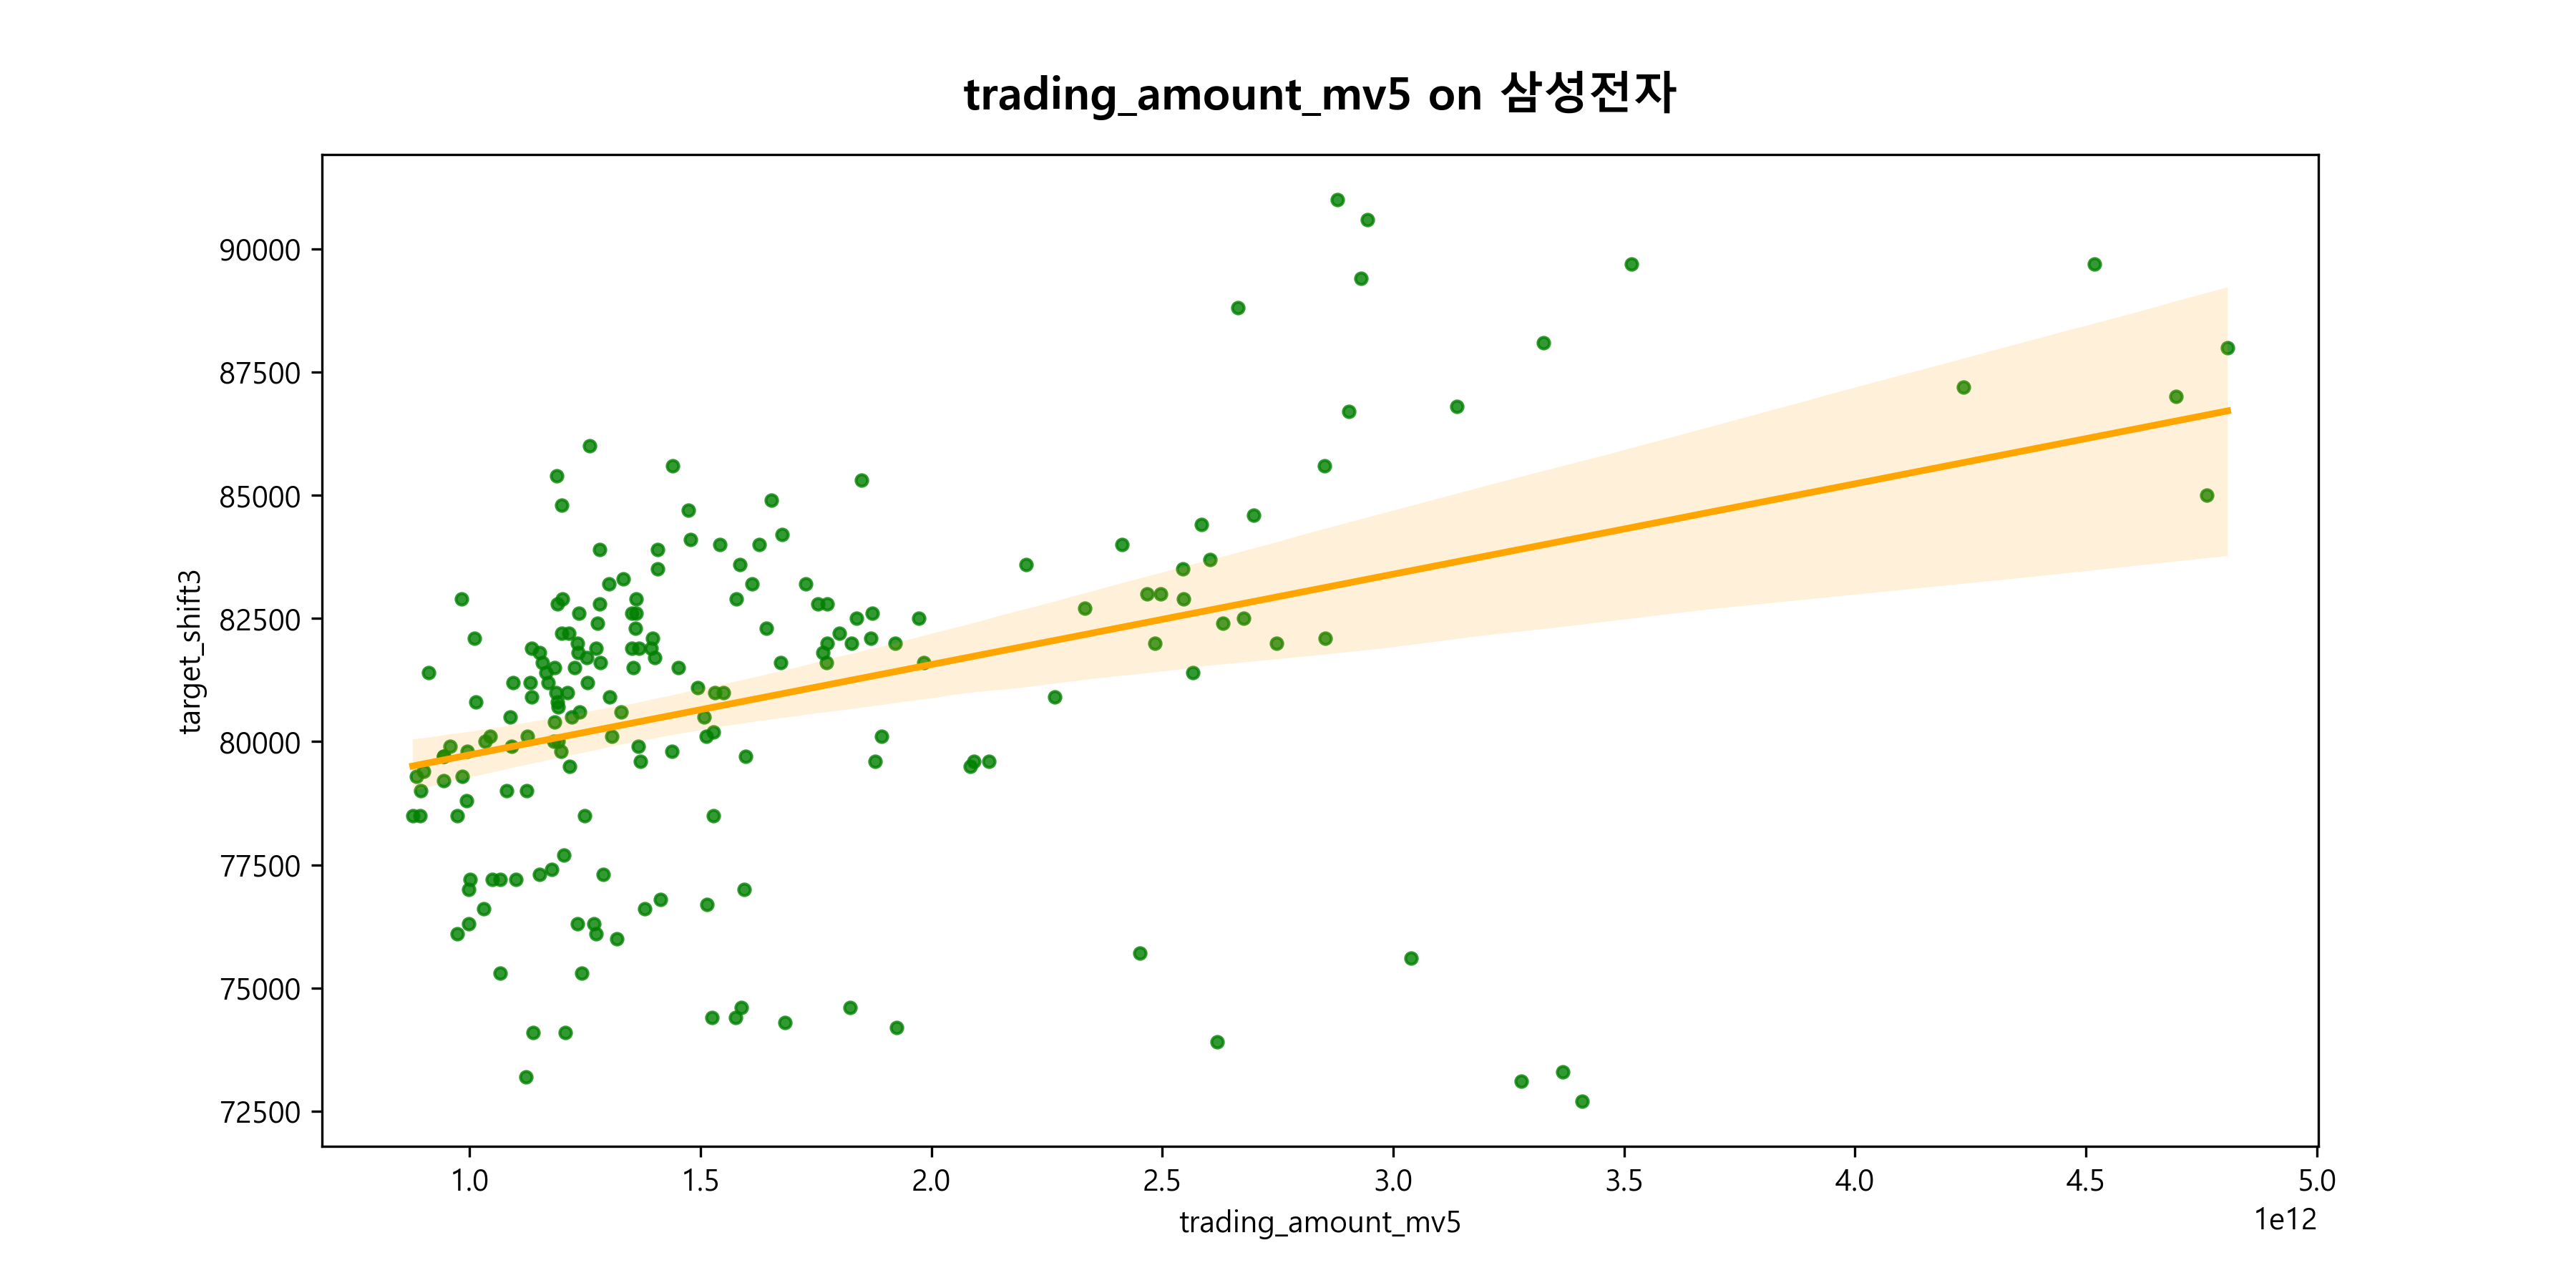 trading_amount_mv5 on 삼성전자
90000
87500
85000
82500
80000
77500
75000
72500
target_shift3
1.0 1.5 2.0 2.5 3.0 3.5 4.0 4.5 5.0
1e12
trading_amount_mv5